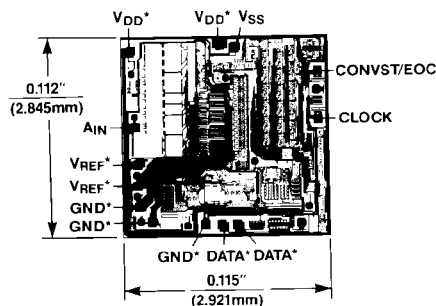 VDD* VDD* VSS
CONVST/EOC
0.112"
(2.845mm)
CLOCK
AIN
VREF*
VREF*
GND*
GND*
GND* DATA* DATA*
0.115"
(2.921mm)